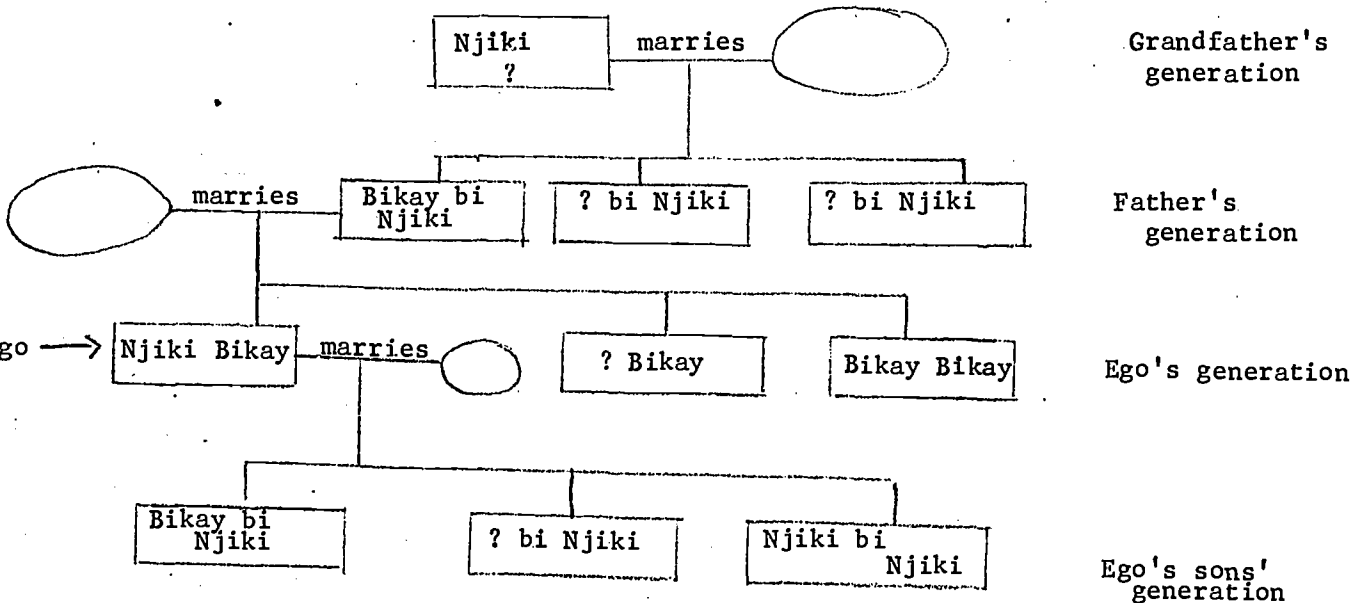 Njiki marries Grandfather's
? generation
marries Bikay bi ? bi Njiki ? bi Njiki Father's
Njiki generation
go → Njiki Bikay marries ? Bikay Bikay Bikay Ego's generation
Bikay bi ? bi Njiki Njiki bi
Njiki Njiki Ego's sons'
generation